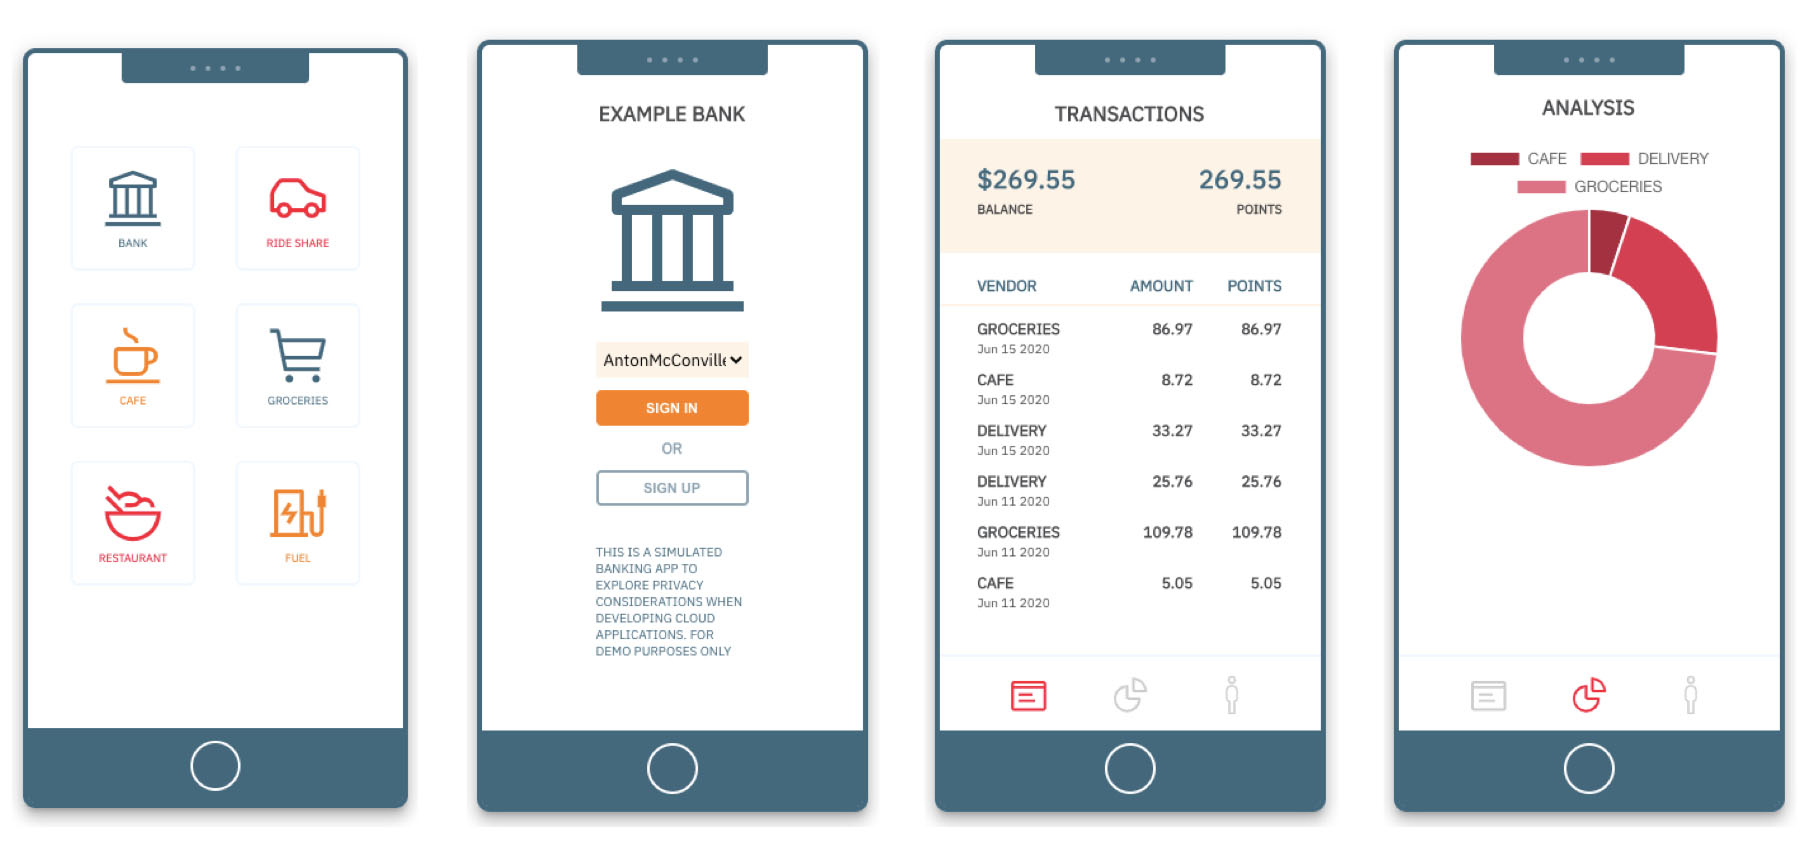 BANK
RIDE SHARE
CAFE
GROCERIES
RESTAURANT
FUEL
EXAMPLE BANK
AntonMcConville
SIGN IN
OR
SIGN UP
THIS IS A SIMULATED
BANKING APP TO
EXPLORE PRIVACY
CONSIDERATIONS WHEN
DEVELOPING CLOUD
APPLICATIONS. FOR
DEMO PURPOSES ONLY
TRANSACTIONS
$269.55 269.55
BALANCE POINTS
VENDOR AMOUNT POINTS
GROCERIES 86.97 86.97
Jun 15 2020
CAFE 8.72 8.72
Jun 15 2020
DELIVERY 33.27 33.27
Jun 15 2020
DELIVERY 25.76 25.76
Jun 11 2020
GROCERIES 109.78 109.78
Jun 11 2020
CAFE 5.05 5.05
Jun 11 2020
ANALYSIS
CAFE DELIVERY
GROCERIES